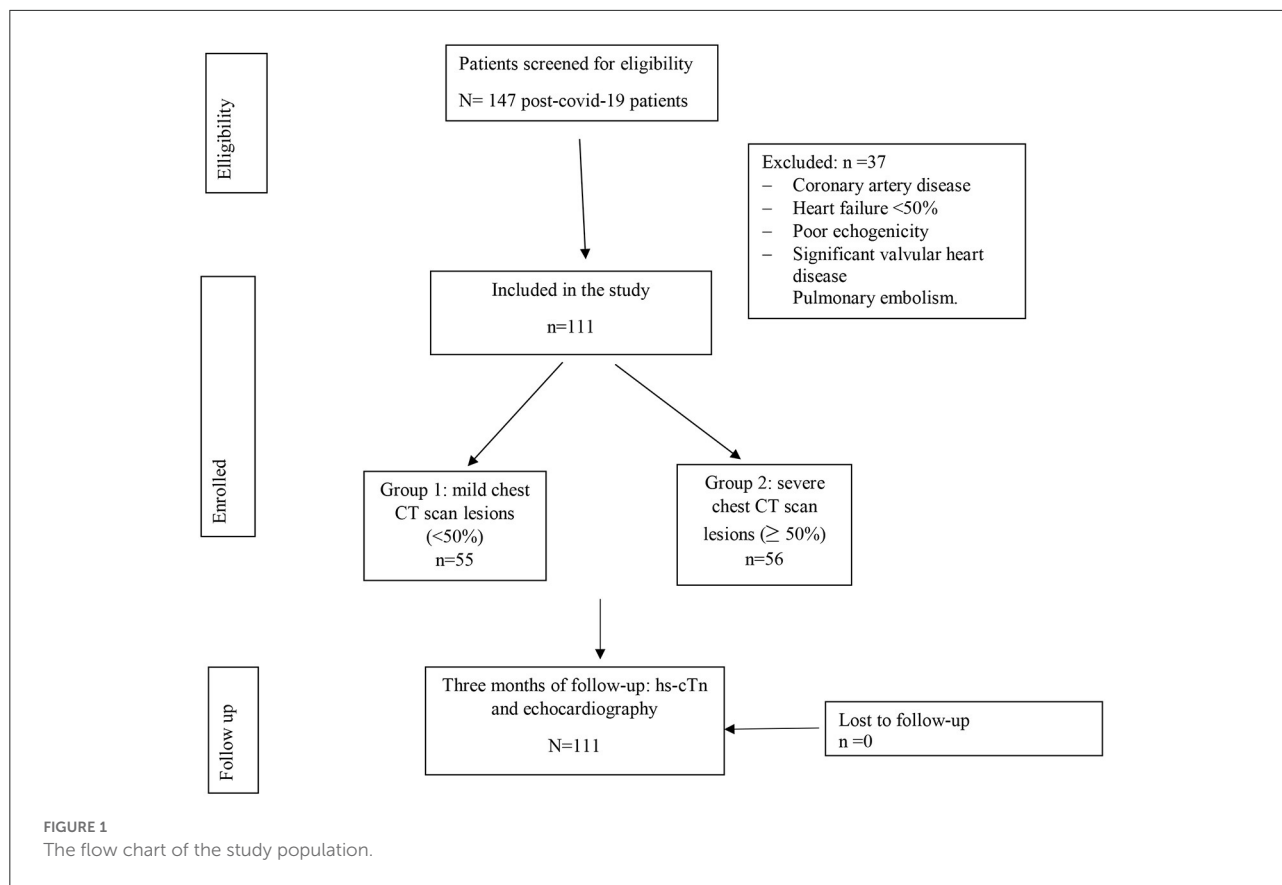 Elligibility
Patients screened for eligibility
N= 147 post-covid-19 patients
Excluded: n =37
– Coronary artery disease
– Heart failure <50%
– Poor echogenicity
– Significant valvular heart
disease
Pulmonary embolism.
Enrolled
Included in the study
n=111
Group 1: mild chest
CT scan lesions
(<50%)
n=55
Group 2: severe
chest CT scan
lesions (≥ 50%)
n=56
Follow up
Three months of follow-up: hs-cTn
and echocardiography
N=111
Lost to follow-up
n =0
FIGURE 1
The flow chart of the study population.